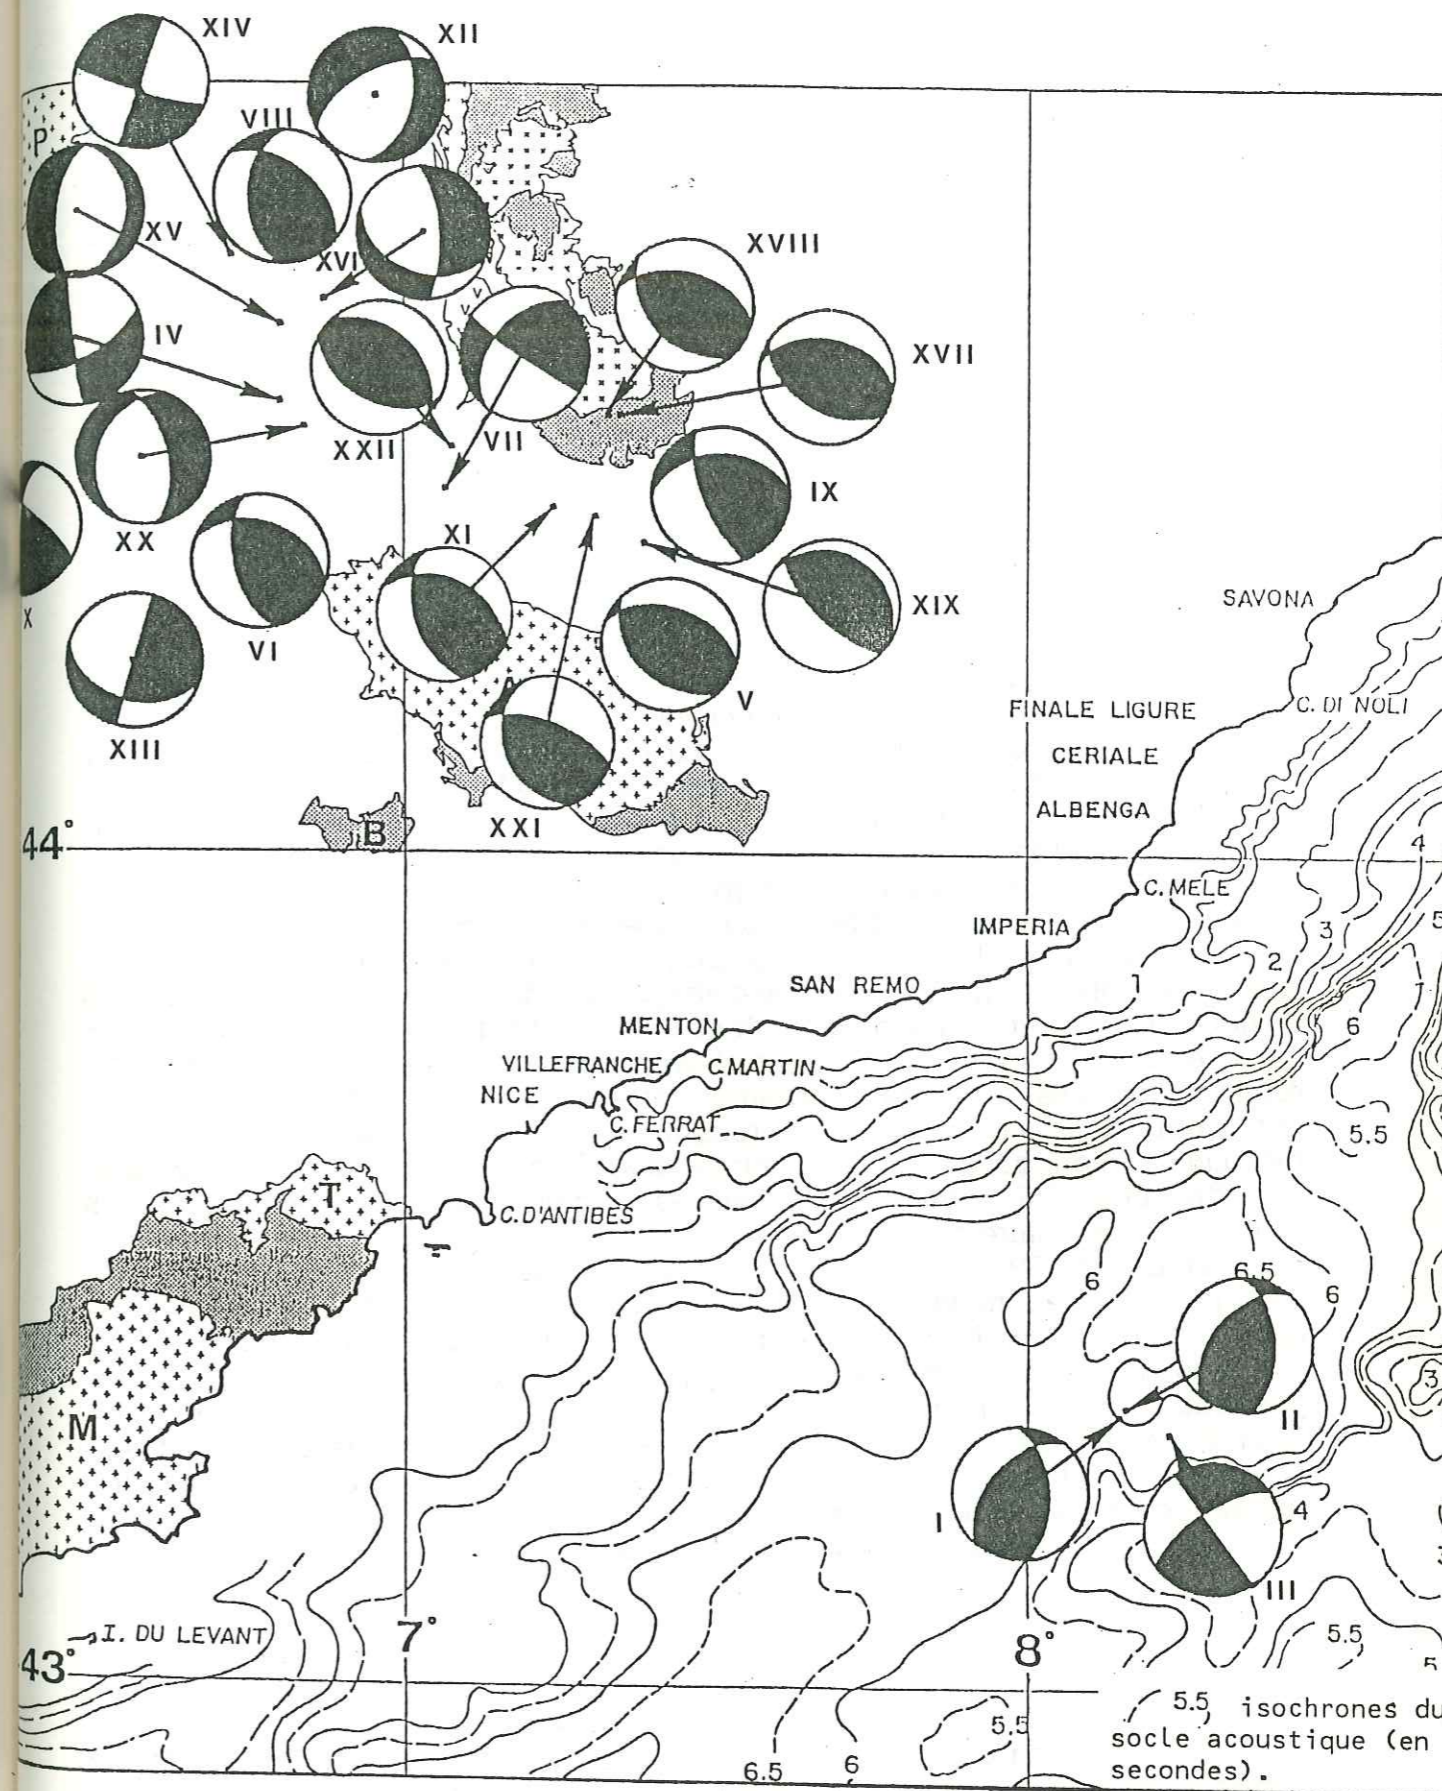 XIV
XII
VIII
P
XV
XVI
XVIII
IV
XVII
XXII
VII
IX
XX
XI
X
VI
XIX
SAVONA
V
XIII
FINALE LIGURE
C. DI NOLI
CERIALE
ALBENGA
XXI
B
44°
4
C. MELE
IMPERIA
3
5
2
SAN REMO
1
MENTON
6
VILLEFRANCHE
C.MARTIN
NICE
C. FERRAT
5.5
T
C. D'ANTIBES
6
6.5
6
3
M
II
I
4
III
7°
8°
I. DU LEVANT
43°
5.5
5
5.5
5.5 isochrones du
socle acoustique (en
secondes).
6.5
6